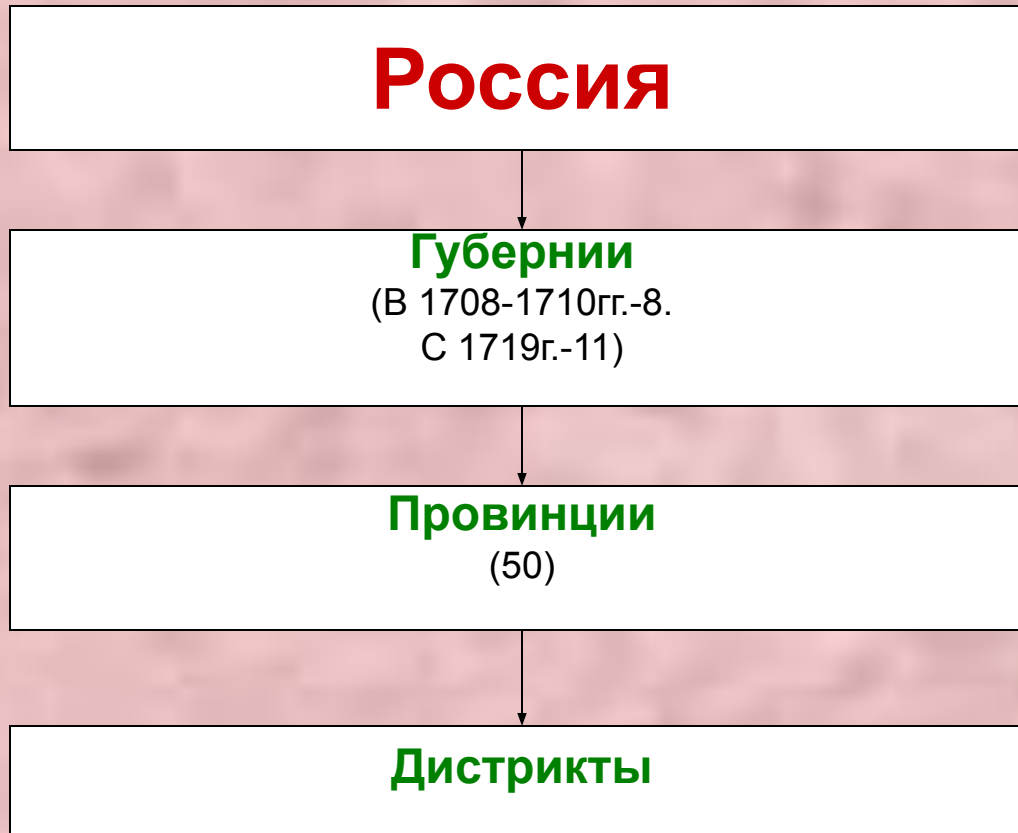 Россия
Губернии
(В 1708-1710гг.-8.
С 1719г.-11)
Провинции
(50)
Дистрикты